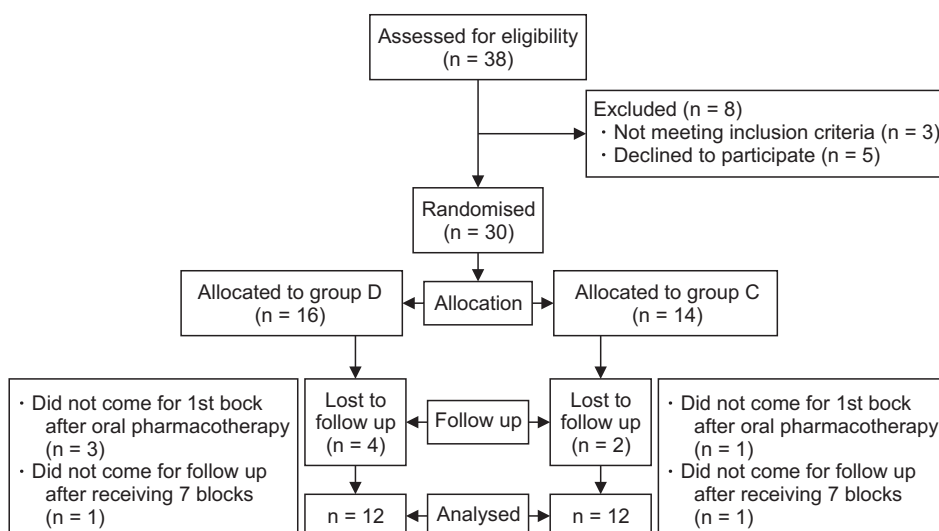 Assessed for eligibility
(n = 38)
Excluded (n = 8)
· Not meeting inclusion criteria (n = 3)
· Declined to participate (n = 5)
Randomised
(n = 30)
Allocated to group D
(n = 16)
Allocation
Allocated to group C
(n = 14)
· Did not come for 1st bock
after oral pharmacotherapy
(n = 3)
· Did not come for follow up
after receiving 7 blocks
(n = 1)
Lost to
follow up
(n = 4)
Follow up
Lost to
follow up
(n = 2)
· Did not come for 1st bock
after oral pharmacotherapy
(n = 1)
· Did not come for follow up
after receiving 7 blocks
(n = 1)
n = 12
Analysed
n = 12